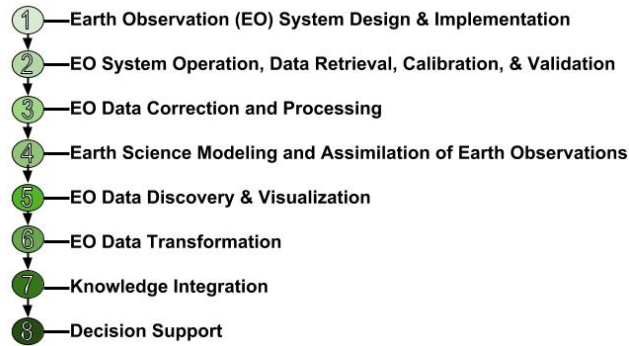 1 Earth Observation (EO) System Design & Implementation
2 EO System Operation, Data Retrieval, Calibration, & Validation
3 EO Data Correction and Processing
4 Earth Science Modeling and Assimilation of Earth Observations
5 EO Data Discovery & Visualization
6 EO Data Transformation
7 Knowledge Integration
8 Decision Support